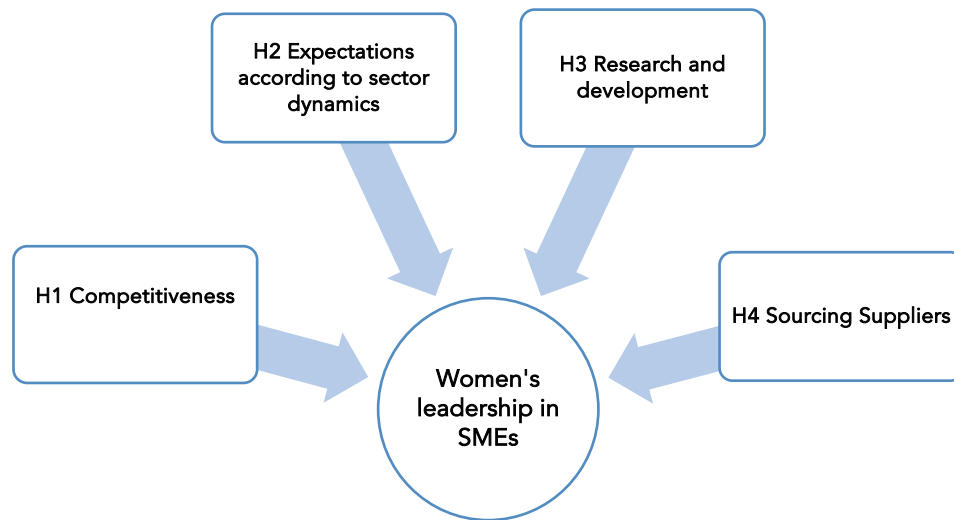 H2 Expectations
according to sector
dynamics
H3 Research and
development
H1 Competitiveness
H4 Sourcing Suppliers
Women's
leadership in
SMEs